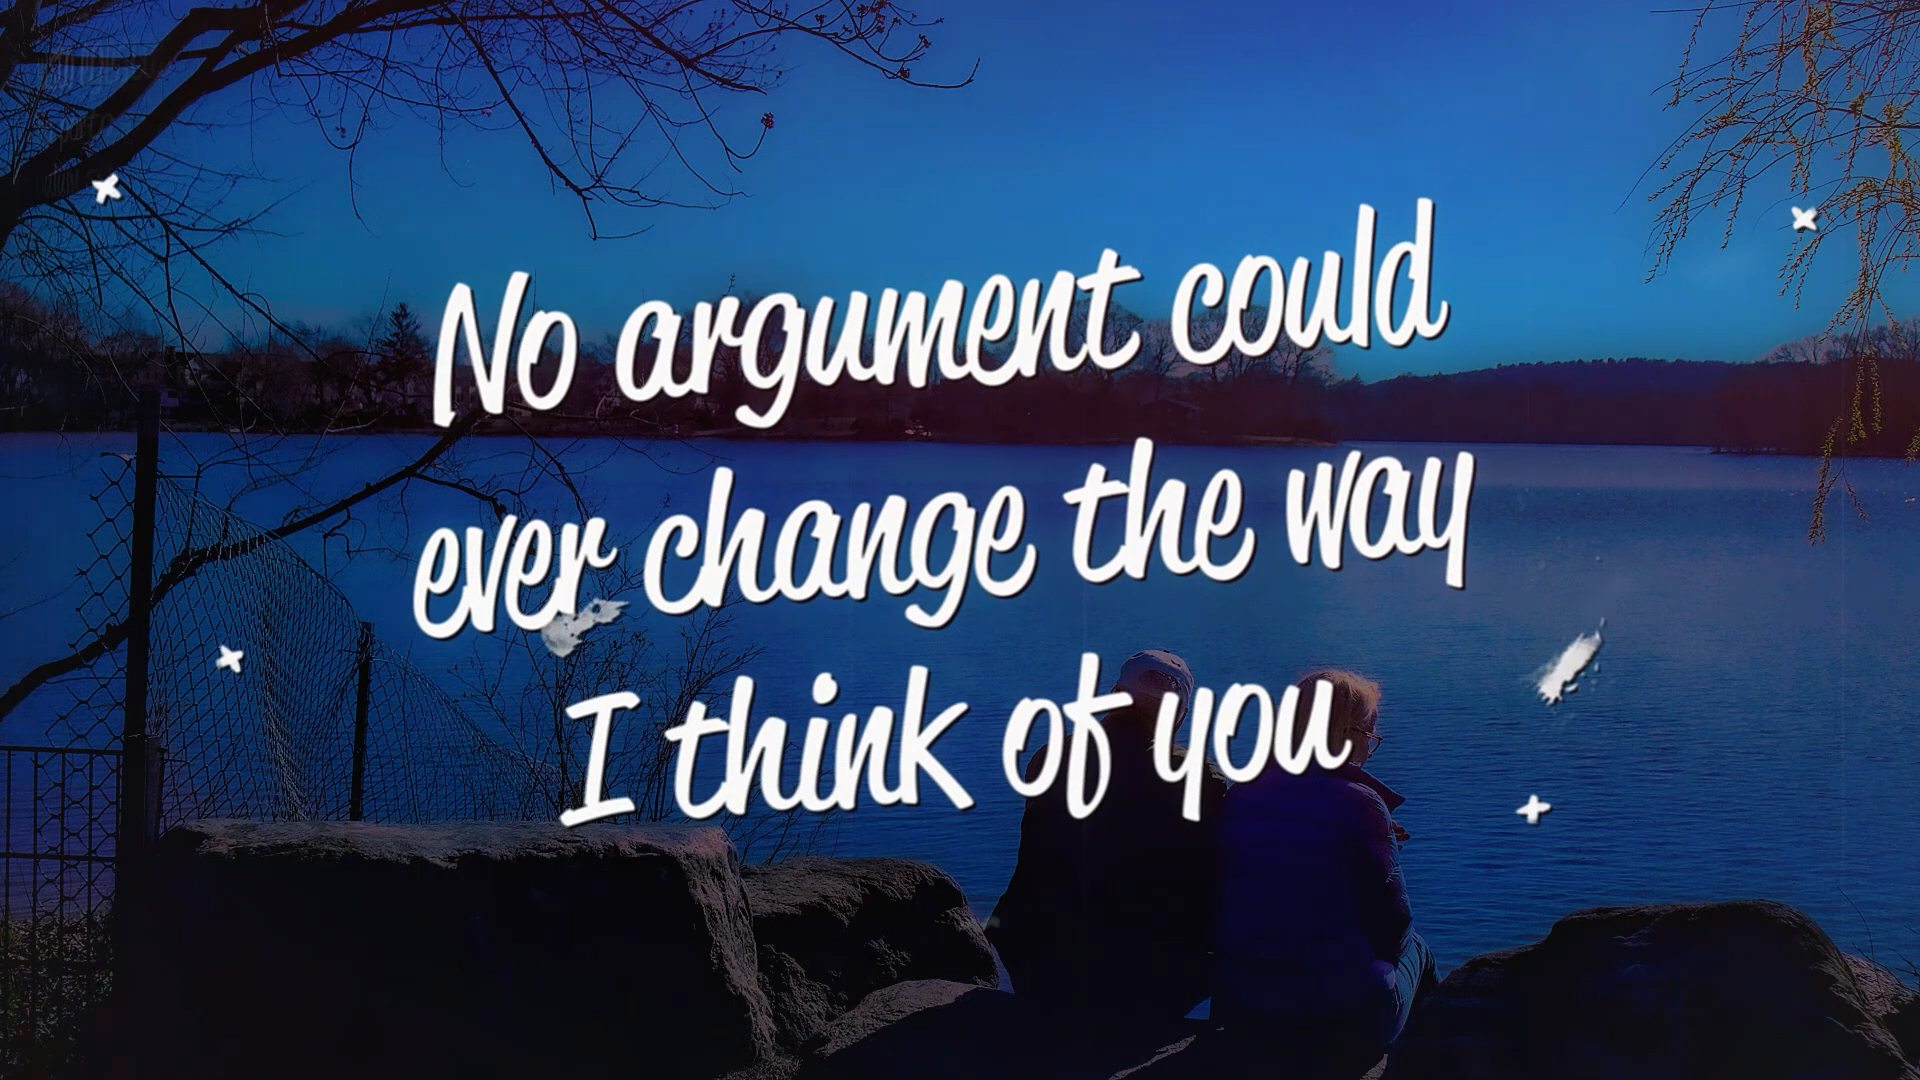 No argument could
ever change the way
I think of you